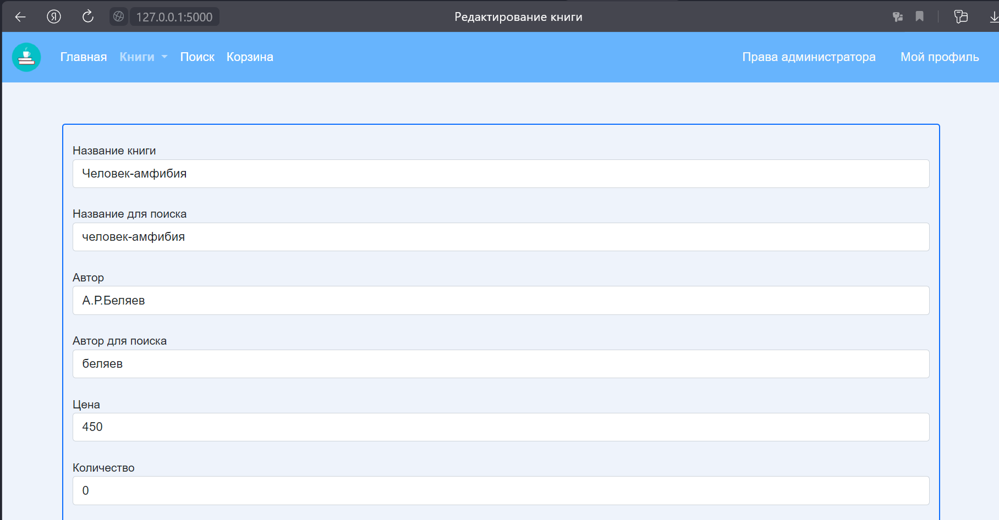 127.0.0.1:5000
Редактирование книги
Главная Книги Поиск Корзина Права администратора Мой профиль
Название книги
Человек-амфибия
Название для поиска
человек-амфибия
Автор
А.Р.Беляев
Автор для поиска
беляев
Цена
450
Количество
0